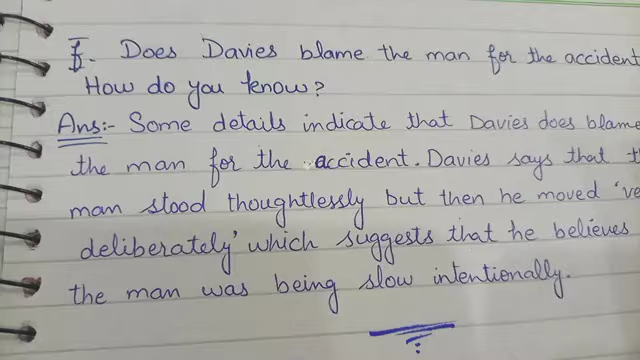 f. Does Davies blame the man for the accident
How do you know?
Ans:- Some details indicate that Davies does blame
the man for the accident. Davies says that
man stood thoughtlessly but then he moved 've
deliberately' which suggests that he believes
the man was being slow intentionally.